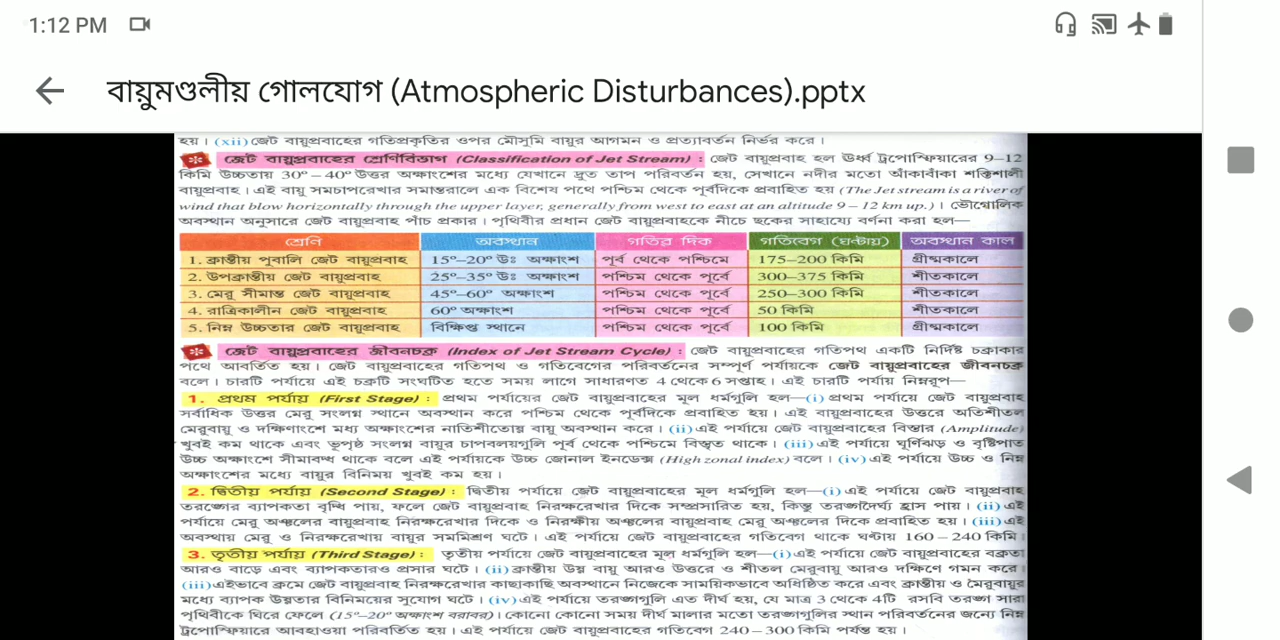 1:12 PM
বায়ুমণ্ডলীয় গোলযোগ (Atmospheric Disturbances).pptx
হয়। (xii) জেট বায়ুপ্রবাহের গতিপ্রকৃতির ওপর মৌসুমি বায়ুর আগমন ও প্রত্যাবর্তন নির্ভর করে।
জেট বায়ুপ্রবাহের শ্রেণিবিভাগ (Classification of Jet Stream) : জেট বায়ুপ্রবাহ হল ঊর্ধ্ব ট্রপোস্ফিয়ারের 9–12
কিমি উচ্চতায় 30° – 40° উত্তর অক্ষাংশের মধ্যে যেখানে দ্রুত তাপ পরিবর্তন হয়, সেখানে নদীর মতো আঁকাবাঁকা শক্তিশালী
বায়ুপ্রবাহ। এই বায়ু সমচাপরেখার সমান্তরালে এক বিশেষ পথে পশ্চিম থেকে পূর্বদিকে প্রবাহিত হয় (The Jet stream is a river of
wind that blow horizontally through the upper layer, generally from west to east at an altitude 9 – 12 km up.)। ভৌগোলিক
অবস্থান অনুসারে জেট বায়ুপ্রবাহ পাঁচ প্রকার। পৃথিবীর প্রধান জেট বায়ুপ্রবাহকে নীচে ছকের সাহায্যে বর্ণনা করা হল—
শ্রেণি অবস্থান গতির দিক গতিবেগ (ঘণ্টায়) অবস্থান কাল
1. ক্রান্তীয় পুবালি জেট বায়ুপ্রবাহ 15°–20° উঃ অক্ষাংশ পূর্ব থেকে পশ্চিমে 175–200 কিমি গ্রীষ্মকালে
2. উপক্রান্তীয় জেট বায়ুপ্রবাহ 25°–35° উঃ অক্ষাংশ পশ্চিম থেকে পূর্বে 300–375 কিমি শীতকালে
3. মেরু সীমান্ত জেট বায়ুপ্রবাহ 45°–60° অক্ষাংশ পশ্চিম থেকে পূর্বে 250–300 কিমি শীতকালে
4. রাত্রিকালীন জেট বায়ুপ্রবাহ 60° অক্ষাংশ পশ্চিম থেকে পূর্বে 50 কিমি শীতকালে
5. নিম্ন উচ্চতার জেট বায়ুপ্রবাহ বিক্ষিপ্ত স্থানে পশ্চিম থেকে পূর্বে 100 কিমি গ্রীষ্মকালে
জেট বায়ুপ্রবাহের জীবনচক্র (Index of Jet Stream Cycle) : জেট বায়ুপ্রবাহের গতিপথ একটি নির্দিষ্ট চক্রাকার
পথে আবর্তিত হয়। জেট বায়ুপ্রবাহের গতিপথ ও গতিবেগের পরিবর্তনের সম্পূর্ণ পর্যায়কে জেট বায়ুপ্রবাহের জীবনচক্র
বলে। চারটি পর্যায়ে এই চক্রটি সংঘটিত হতে সময় লাগে সাধারণত 4 থেকে 6 সপ্তাহ। এই চারটি পর্যায় নিম্নরূপ—
1. প্রথম পর্যায় (First Stage) : প্রথম পর্যায়ের জেট বায়ুপ্রবাহের মূল ধর্মগুলি হল—(i) প্রথম পর্যায়ে জেট বায়ুপ্রবাহ
সর্বাধিক উত্তর মেরু সংলগ্ন স্থানে অবস্থান করে পশ্চিম থেকে পূর্বদিকে প্রবাহিত হয়। এই বায়ুপ্রবাহের উত্তরে অতিশীতল
মেরুবায়ু ও দক্ষিণাংশে মধ্য অক্ষাংশের নাতিশীতোষ্ণ বায়ু অবস্থান করে। (ii) এই পর্যায়ে জেট বায়ুপ্রবাহের বিস্তার (Amplitude)
খুবই কম থাকে এবং ভূপৃষ্ঠ সংলগ্ন বায়ুর চাপবলয়গুলি পূর্ব থেকে পশ্চিমে বিস্তৃত থাকে। (iii) এই পর্যায়ে ঘূর্ণিঝড় ও বৃষ্টিপাত
উচ্চ অক্ষাংশে সীমাবদ্ধ থাকে বলে এই পর্যায়কে উচ্চ জোনাল ইনডেক্স (High zonal index) বলে। (iv) এই পর্যায়ে উচ্চ ও নিম্ন
অক্ষাংশের মধ্যে বায়ুর বিনিময় খুবই কম হয়।
2. দ্বিতীয় পর্যায় (Second Stage) : দ্বিতীয় পর্যায়ে জেট বায়ুপ্রবাহের মূল ধর্মগুলি হল—(i) এই পর্যায়ে জেট বায়ুপ্রবাহ
তরঙ্গের ব্যাপকতা বৃদ্ধি পায়, ফলে জেট বায়ুপ্রবাহ নিরক্ষরেখার দিকে সম্প্রসারিত হয়, কিন্তু তরঙ্গদৈর্ঘ্য হ্রাস পায়। (ii) এই
পর্যায়ে মেরু অঞ্চলের বায়ুপ্রবাহ নিরক্ষরেখার দিকে ও নিরক্ষীয় অঞ্চলের বায়ুপ্রবাহ মেরু অঞ্চলের দিকে প্রবাহিত হয়। (iii) এই
অবস্থায় মেরু ও নিরক্ষরেখায় বায়ুর সমমিশ্রণ ঘটে। এই পর্যায়ে জেট বায়ুপ্রবাহের গতিবেগ থাকে ঘণ্টায় 160 – 240 কিমি।
3. তৃতীয় পর্যায় (Third Stage) : তৃতীয় পর্যায়ে জেট বায়ুপ্রবাহের মূল ধর্মগুলি হল—(i) এই পর্যায়ে জেট বায়ুপ্রবাহের বক্রতা
আরও বাড়ে এবং ব্যাপকতারও প্রসার ঘটে। (ii) ক্রান্তীয় উষ্ণ বায়ু আরও উত্তরে ও শীতল মেরুবায়ু আরও দক্ষিণে গমন করে।
(iii) এইভাবে ক্রমে জেট বায়ুপ্রবাহ নিরক্ষরেখার কাছাকাছি অবস্থানে নিজেকে সাময়িকভাবে অধিষ্ঠিত করে এবং ক্রান্তীয় ও মেরুবায়ুর
মধ্যে ব্যাপক উষ্ণতার বিনিময়ের সুযোগ ঘটে। (iv) এই পর্যায়ে তরঙ্গগুলি এত দীর্ঘ হয়, যে মাত্র 3 থেকে 4টি রসবি তরঙ্গ সারা
পৃথিবীকে ঘিরে ফেলে (15°–20° অক্ষাংশ বরাবর)। কোনো কোনো সময় দীর্ঘ মালার মতো তরঙ্গগুলির স্থান পরিবর্তনের জন্যে নিম্ন
ট্রপোস্ফিয়ারে আবহাওয়া পরিবর্তিত হয়। এই পর্যায়ে জেট বায়ুপ্রবাহের গতিবেগ 240 – 300 কিমি পর্যন্ত হয়।